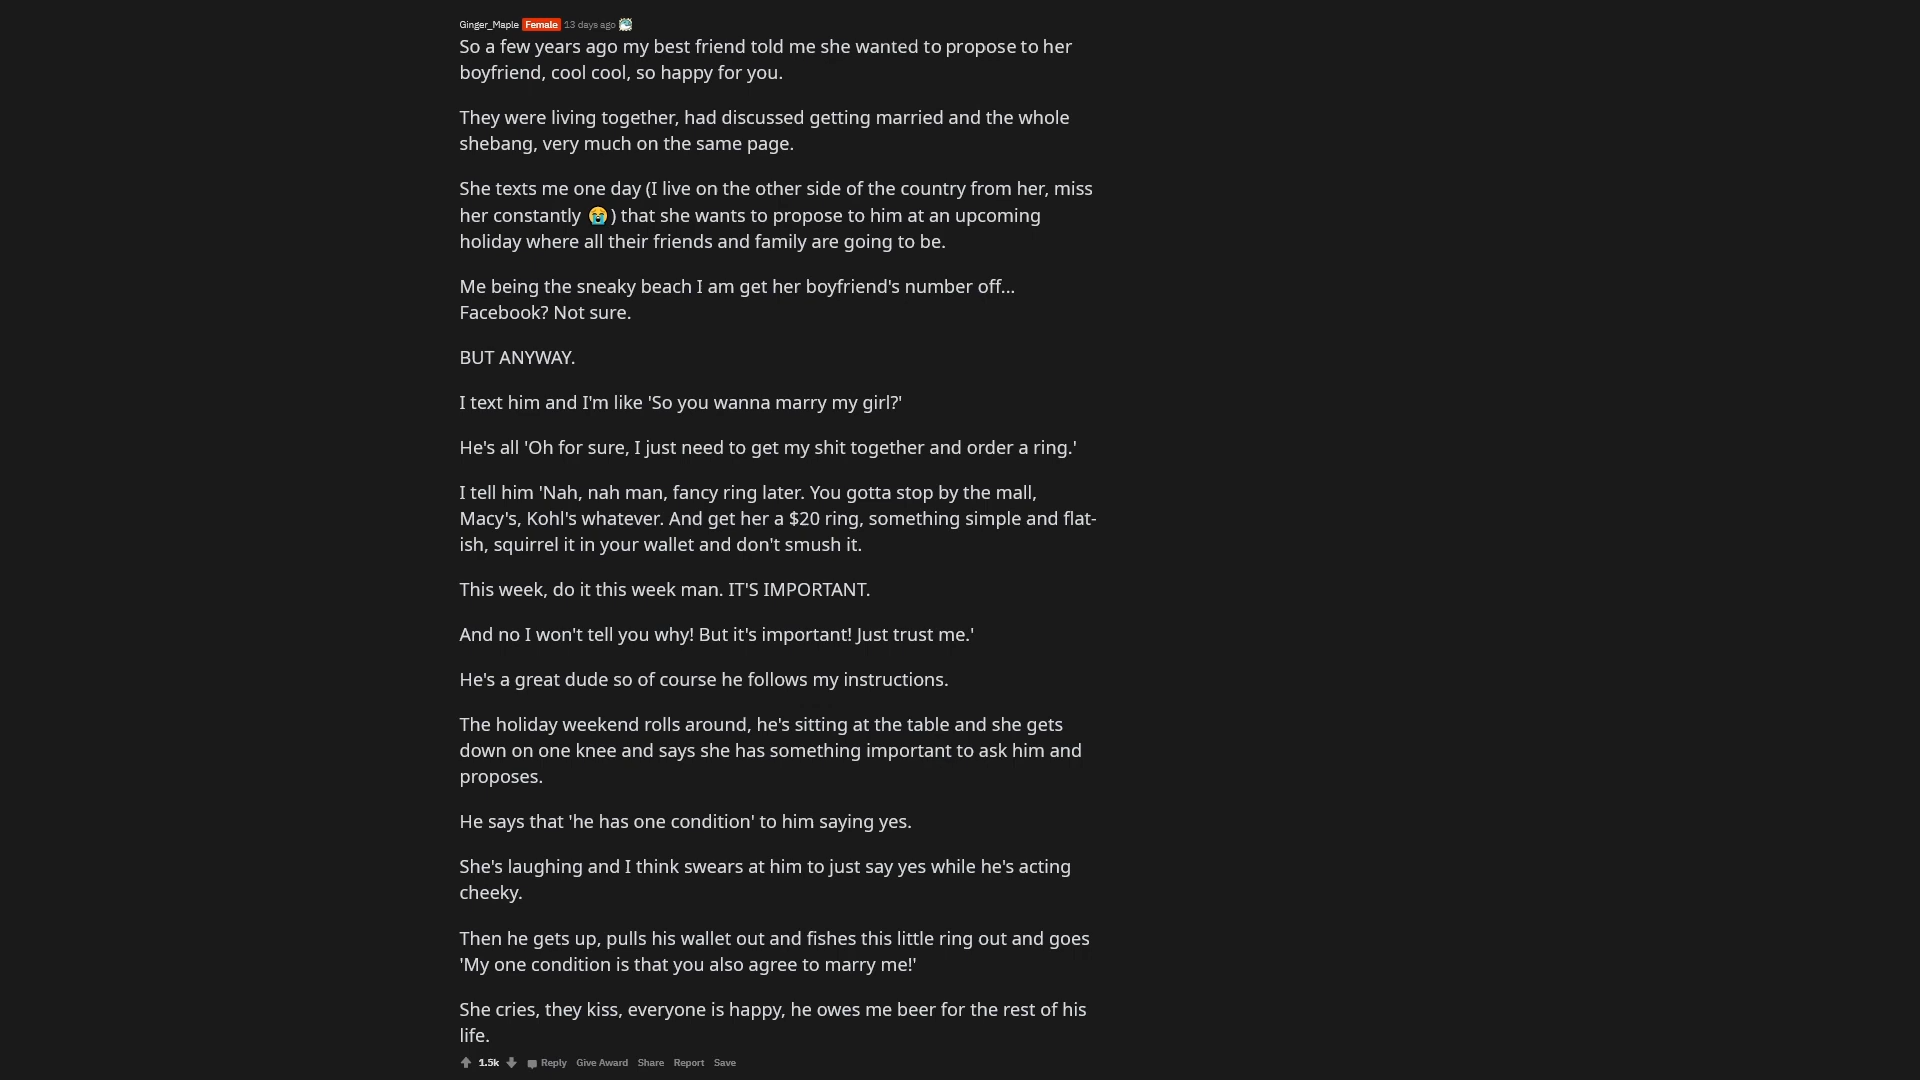 Ginger_Maple Female 13 days ago
So a few years ago my best friend told me she wanted to propose to her
boyfriend, cool cool, so happy for you.
They were living together, had discussed getting married and the whole
shebang, very much on the same page.
She texts me one day (I live on the other side of the country from her, miss
her constantly 😭) that she wants to propose to him at an upcoming
holiday where all their friends and family are going to be.
Me being the sneaky beach I am get her boyfriend's number off...
Facebook? Not sure.
BUT ANYWAY.
I text him and I'm like 'So you wanna marry my girl?'
He's all 'Oh for sure, I just need to get my shit together and order a ring.'
I tell him 'Nah, nah man, fancy ring later. You gotta stop by the mall,
Macy's, Kohl's whatever. And get her a $20 ring, something simple and flat-
ish, squirrel it in your wallet and don't smush it.
This week, do it this week man. IT'S IMPORTANT.
And no I won't tell you why! But it's important! Just trust me.'
He's a great dude so of course he follows my instructions.
The holiday weekend rolls around, he's sitting at the table and she gets
down on one knee and says she has something important to ask him and
proposes.
He says that 'he has one condition' to him saying yes.
She's laughing and I think swears at him to just say yes while he's acting
cheeky.
Then he gets up, pulls his wallet out and fishes this little ring out and goes
'My one condition is that you also agree to marry me!'
She cries, they kiss, everyone is happy, he owes me beer for the rest of his
life.
1.5k Reply Give Award Share Report Save